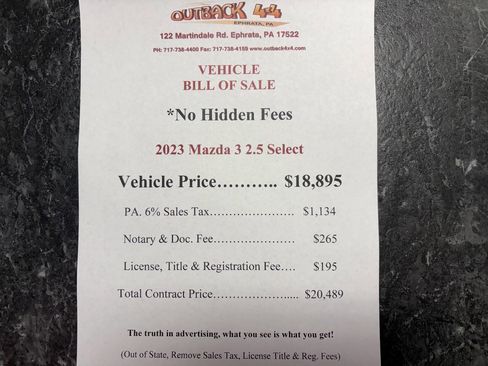 OUTBACK 4x4
EPHRATA, PA
122 Martindale Rd. Ephrata, PA 17522
PH: 717-738-4400 Fax: 717-738-4159 www.outback4x4.com
VEHICLE
BILL OF SALE
*No Hidden Fees
2023 Mazda 3 2.5 Select
Vehicle Price……….. $18,895
PA. 6% Sales Tax…………………. $1,134
Notary & Doc. Fee………………… $265
License, Title & Registration Fee…. $195
Total Contract Price………………..... $20,489
The truth in advertising, what you see is what you get!
(Out of State, Remove Sales Tax, License Title & Reg. Fees)